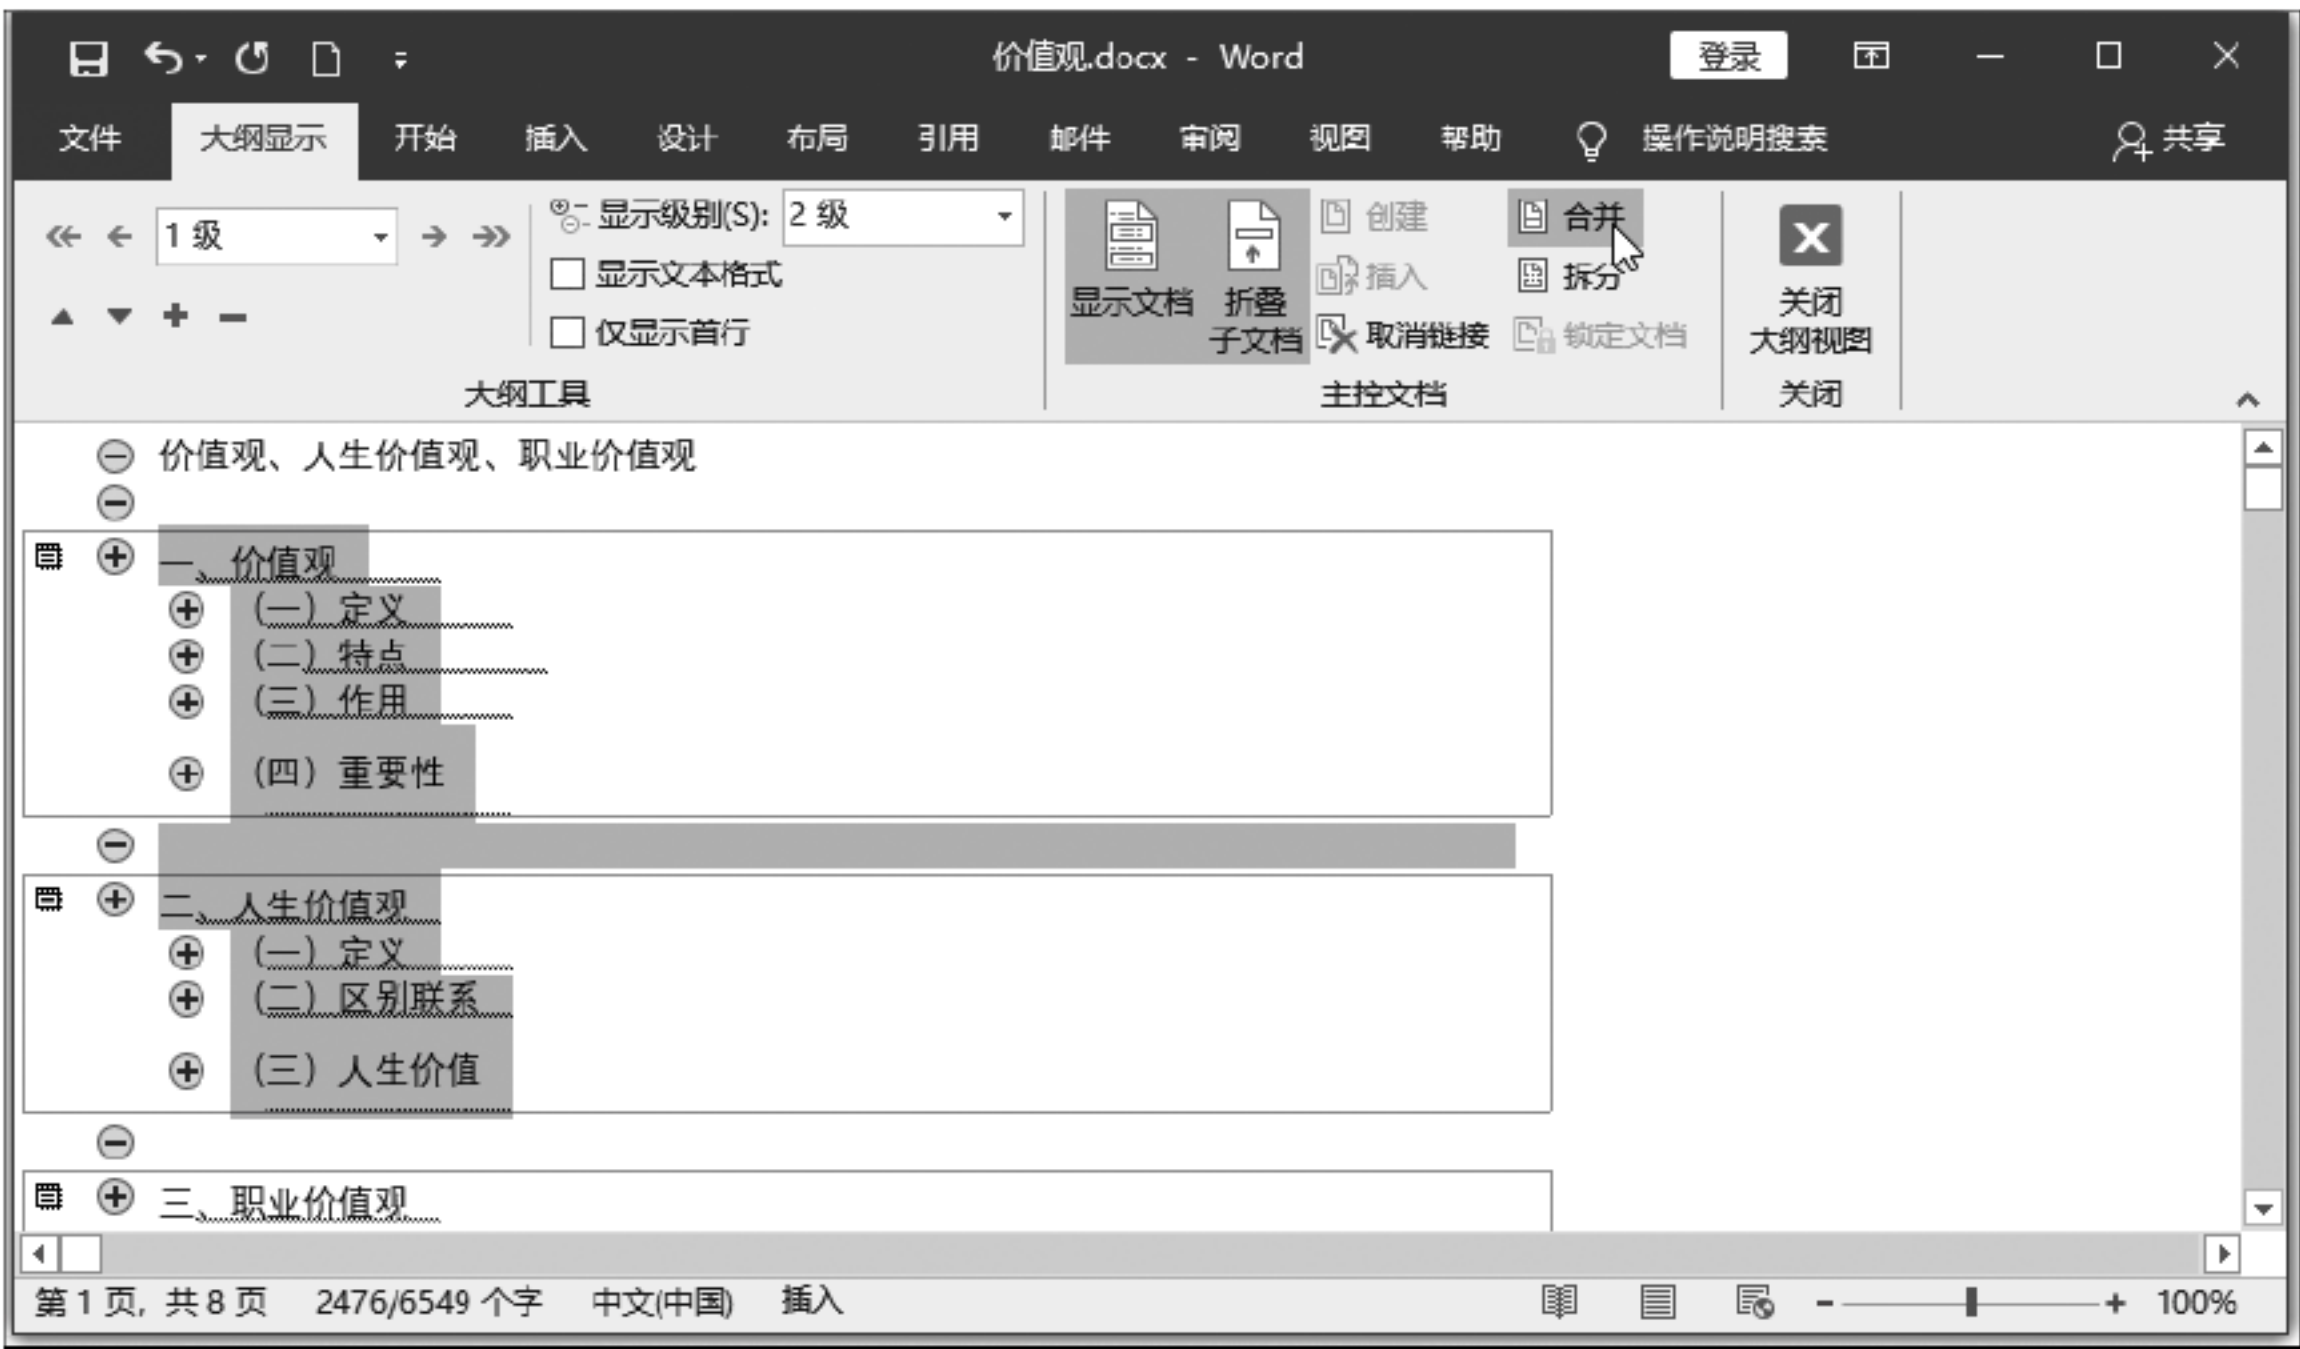 价值观.docx - Word
登录
文件 大纲显示 开始 插入 设计 布局 引用 邮件 审阅 视图 帮助 操作说明搜索 共享
1 级
显示级别(S): 2 级
显示文本格式
仅显示首行
大纲工具
显示文档
折叠
子文档
创建
插入
取消链接
合并
拆分
锁定文档
主控文档
关闭
大纲视图
关闭
价值观、人生价值观、职业价值观
一、价值观
（一）定义
（二）特点
（三）作用
（四）重要性
二、人生价值观
（一）定义
（二）区别联系
（三）人生价值
三、职业价值观
第 1 页, 共 8 页 2476/6549 个字 中文(中国) 插入 100%